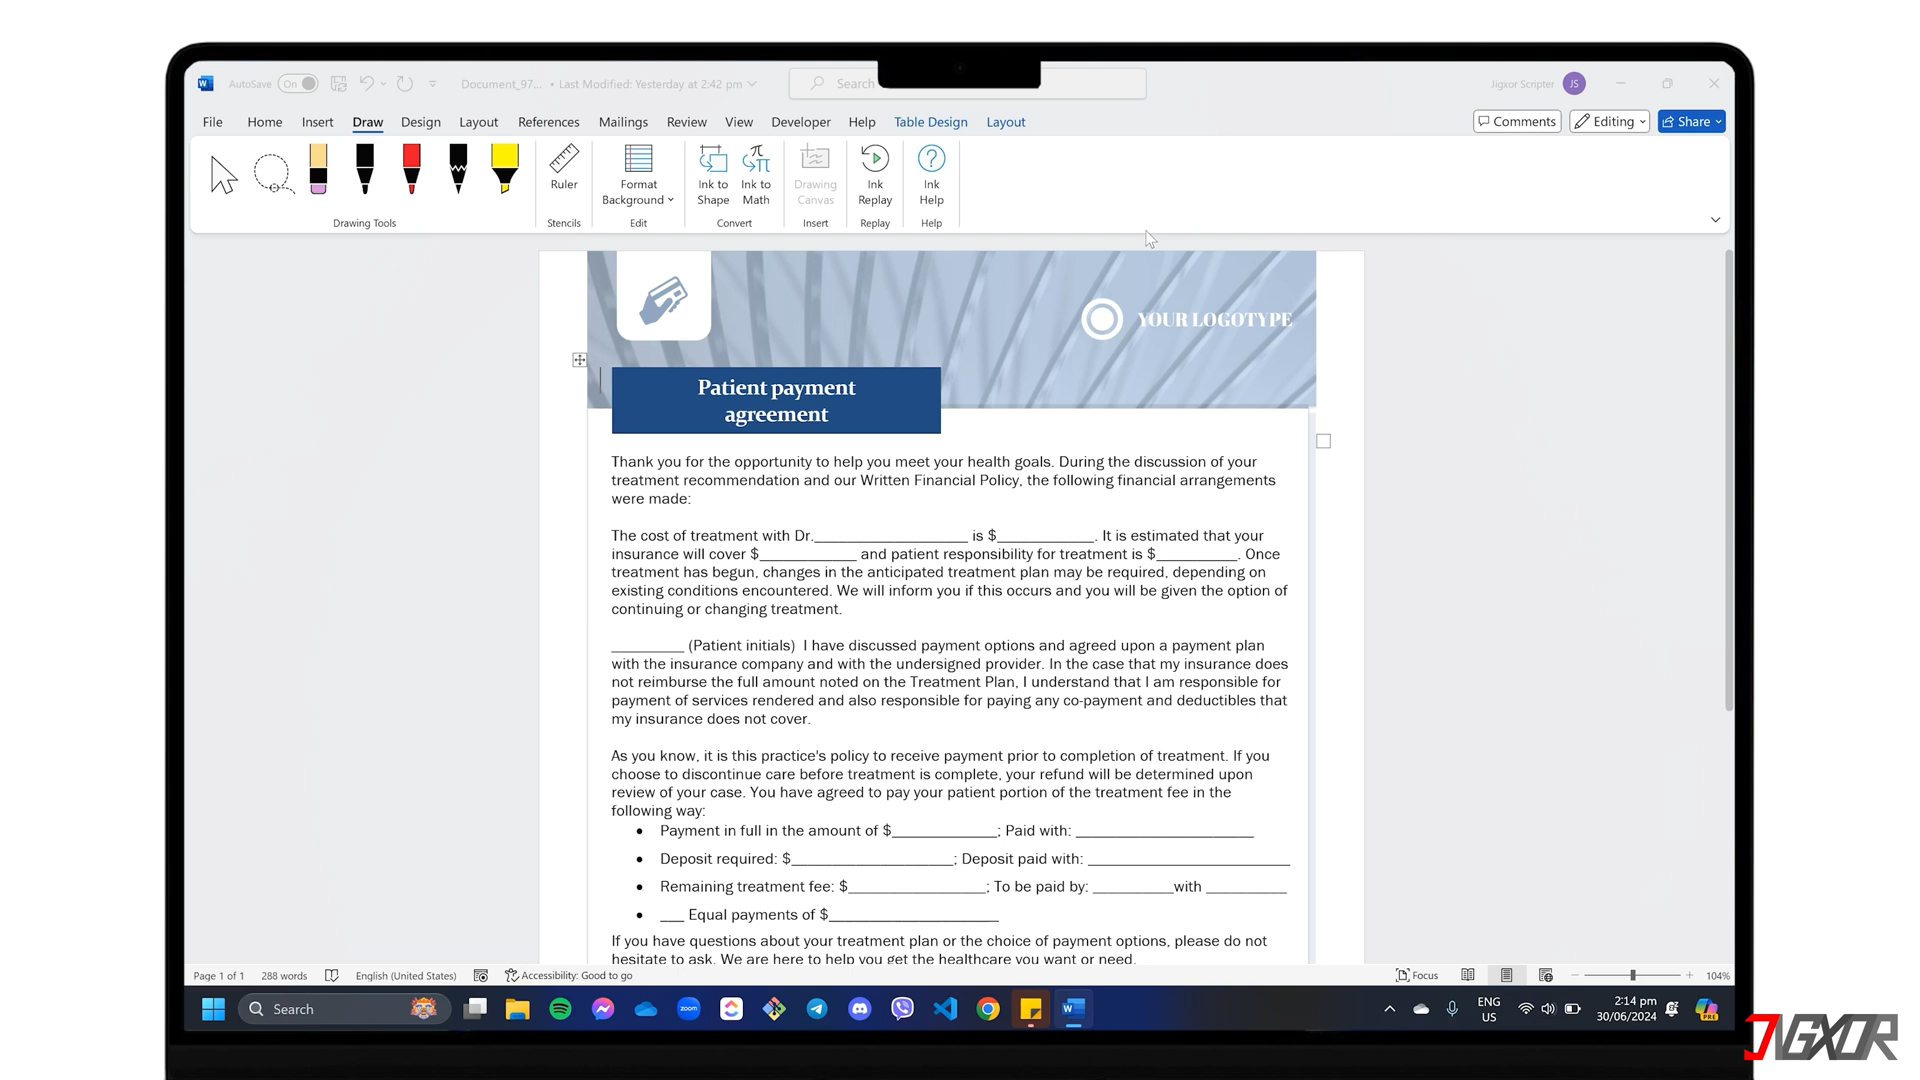 AutoSave On Document_97... • Last Modified: Yesterday at 2:42 pm Search Jigxor Scripter JS
File Home Insert Draw Design Layout References Mailings Review View Developer Help Table Design Layout Comments Editing Share
Ruler Format Background Ink to Shape Ink to Math Drawing Canvas Ink Replay Ink Help
Drawing Tools Stencils Edit Convert Insert Replay Help
YOUR LOGOTYPE
Patient payment
agreement
Thank you for the opportunity to help you meet your health goals. During the discussion of your
treatment recommendation and our Written Financial Policy, the following financial arrangements
were made:
The cost of treatment with Dr.___________________ is $____________. It is estimated that your
insurance will cover $____________ and patient responsibility for treatment is $__________. Once
treatment has begun, changes in the anticipated treatment plan may be required, depending on
existing conditions encountered. We will inform you if this occurs and you will be given the option of
continuing or changing treatment.
_________ (Patient initials) I have discussed payment options and agreed upon a payment plan
with the insurance company and with the undersigned provider. In the case that my insurance does
not reimburse the full amount noted on the Treatment Plan, I understand that I am responsible for
payment of services rendered and also responsible for paying any co-payment and deductibles that
my insurance does not cover.
As you know, it is this practice's policy to receive payment prior to completion of treatment. If you
choose to discontinue care before treatment is complete, your refund will be determined upon
review of your case. You have agreed to pay your patient portion of the treatment fee in the
following way:
• Payment in full in the amount of $_____________; Paid with: ______________________
• Deposit required: $____________________; Deposit paid with: _________________________
• Remaining treatment fee: $_________________; To be paid by: __________with __________
• ___ Equal payments of $_____________________
If you have questions about your treatment plan or the choice of payment options, please do not
hesitate to ask. We are here to help you get the healthcare you want or need.
Page 1 of 1 288 words English (United States) Accessibility: Good to go Focus 104%
Search zoom ENG US 2:14 pm 30/06/2024 PRE
JIGXOR